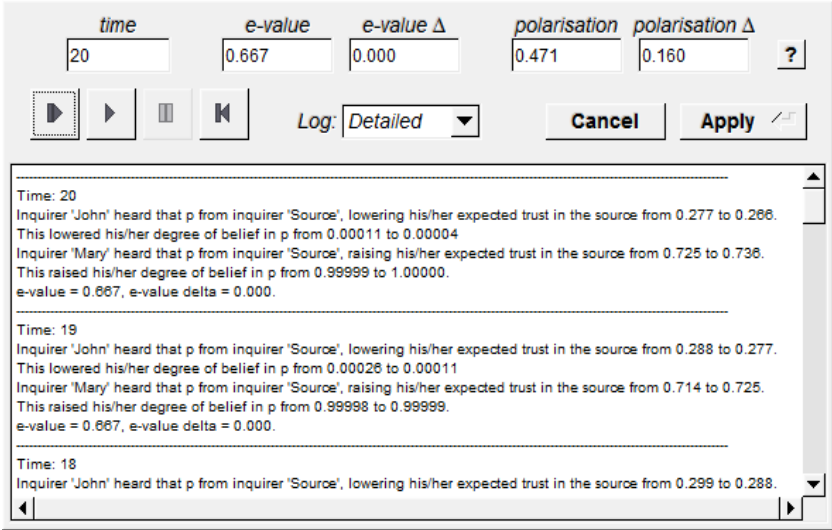 time e-value e-value Δ polarisation polarisation Δ
20 0.667 0.000 0.471 0.160 ?
Log: Detailed Cancel Apply
Time: 20
Inquirer 'John' heard that p from inquirer 'Source', lowering his/her expected trust in the source from 0.277 to 0.266.
This lowered his/her degree of belief in p from 0.00011 to 0.00004
Inquirer 'Mary' heard that p from inquirer 'Source', raising his/her expected trust in the source from 0.725 to 0.736.
This raised his/her degree of belief in p from 0.99999 to 1.00000.
e-value = 0.667, e-value delta = 0.000.
Time: 19
Inquirer 'John' heard that p from inquirer 'Source', lowering his/her expected trust in the source from 0.288 to 0.277.
This lowered his/her degree of belief in p from 0.00026 to 0.00011
Inquirer 'Mary' heard that p from inquirer 'Source', raising his/her expected trust in the source from 0.714 to 0.725.
This raised his/her degree of belief in p from 0.99998 to 0.99999.
e-value = 0.667, e-value delta = 0.000.
Time: 18
Inquirer 'John' heard that p from inquirer 'Source', lowering his/her expected trust in the source from 0.299 to 0.288.